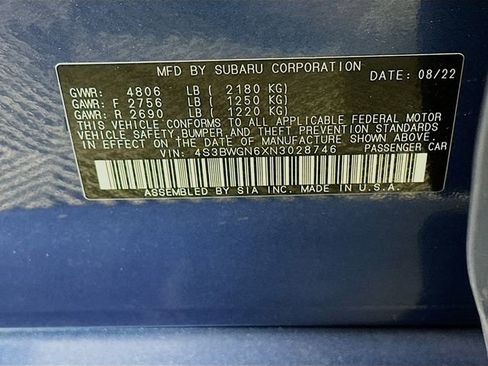 MFD BY SUBARU CORPORATION DATE: 08/22
GVWR: 4806 LB ( 2180 KG)
GAWR: F 2756 LB ( 1250 KG)
GAWR: R 2690 LB ( 1220 KG)
THIS VEHICLE CONFORMS TO ALL APPLICABLE FEDERAL MOTOR
VEHICLE SAFETY,BUMPER,AND THEFT PREVENTION STANDARDS
IN EFFECT ON THE DATE OF MANUFACTURE SHOWN ABOVE.
VIN: 4S3BWGN6XN3028746 PASSENGER CAR
ASSEMBLED BY SIA INC. MADE IN U.S.A.